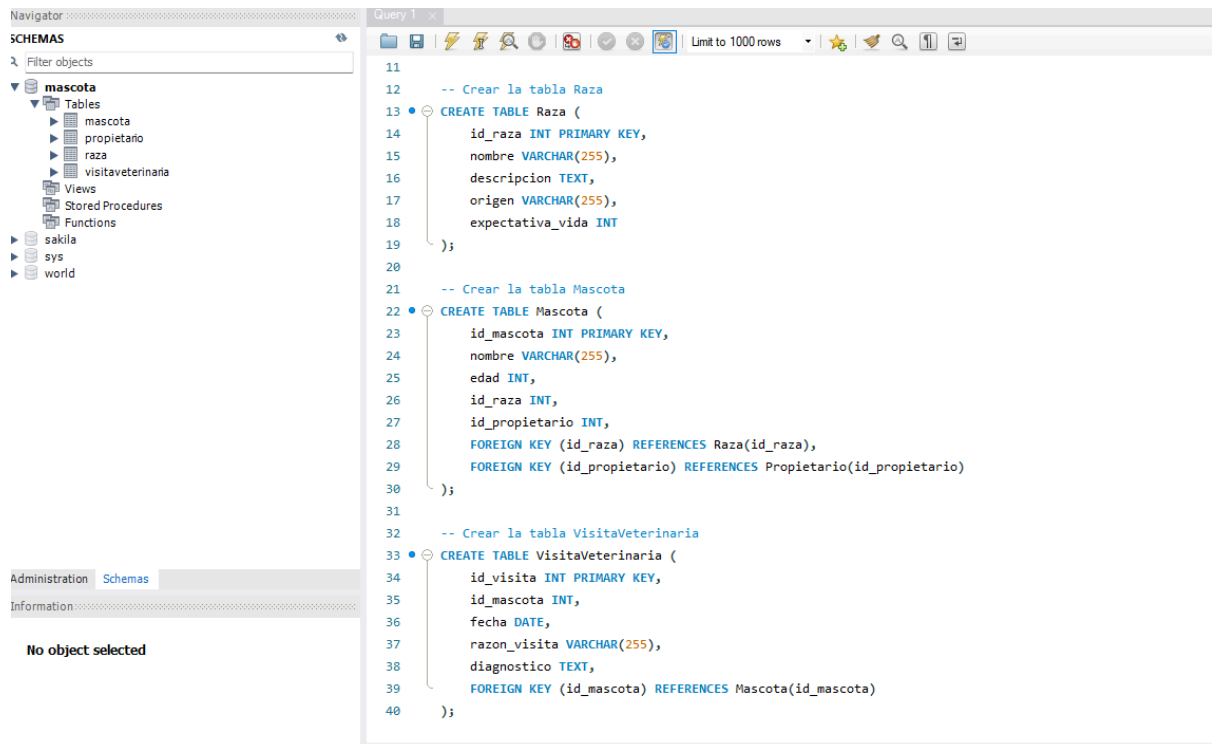 Navigator
SCHEMAS
Filter objects
mascota
Tables
mascota
propietario
raza
visitaveterinaria
Views
Stored Procedures
Functions
sakila
sys
world
Administration Schemas
Information
No object selected
Query 1
Limit to 1000 rows
11
12 -- Crear la tabla Raza
13 CREATE TABLE Raza (
14 id_raza INT PRIMARY KEY,
15 nombre VARCHAR(255),
16 descripcion TEXT,
17 origen VARCHAR(255),
18 expectativa_vida INT
19 );
20
21 -- Crear la tabla Mascota
22 CREATE TABLE Mascota (
23 id_mascota INT PRIMARY KEY,
24 nombre VARCHAR(255),
25 edad INT,
26 id_raza INT,
27 id_propietario INT,
28 FOREIGN KEY (id_raza) REFERENCES Raza(id_raza),
29 FOREIGN KEY (id_propietario) REFERENCES Propietario(id_propietario)
30 );
31
32 -- Crear la tabla VisitaVeterinaria
33 CREATE TABLE VisitaVeterinaria (
34 id_visita INT PRIMARY KEY,
35 id_mascota INT,
36 fecha DATE,
37 razon_visita VARCHAR(255),
38 diagnostico TEXT,
39 FOREIGN KEY (id_mascota) REFERENCES Mascota(id_mascota)
40 );